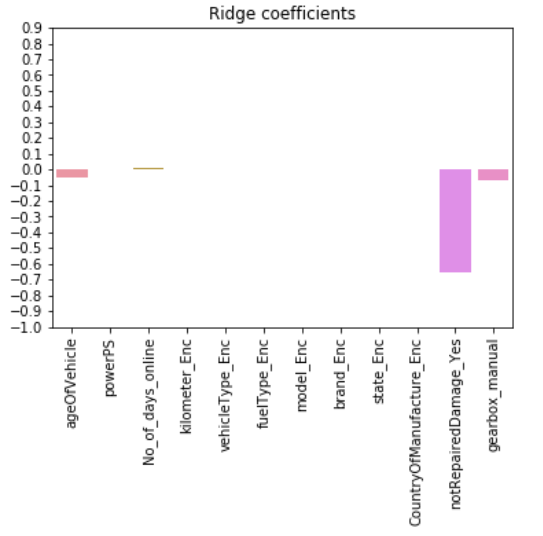 Ridge coefficients
0.9
0.8
0.7
0.6
0.5
0.4
0.3
0.2
0.1
0.0
−0.1
−0.2
−0.3
−0.4
−0.5
−0.6
−0.7
−0.8
−0.9
−1.0
ageOfVehicle
powerPS
No_of_days_online
kilometer_Enc
vehicleType_Enc
fuelType_Enc
model_Enc
brand_Enc
state_Enc
CountryOfManufacture_Enc
notRepairedDamage_Yes
gearbox_manual